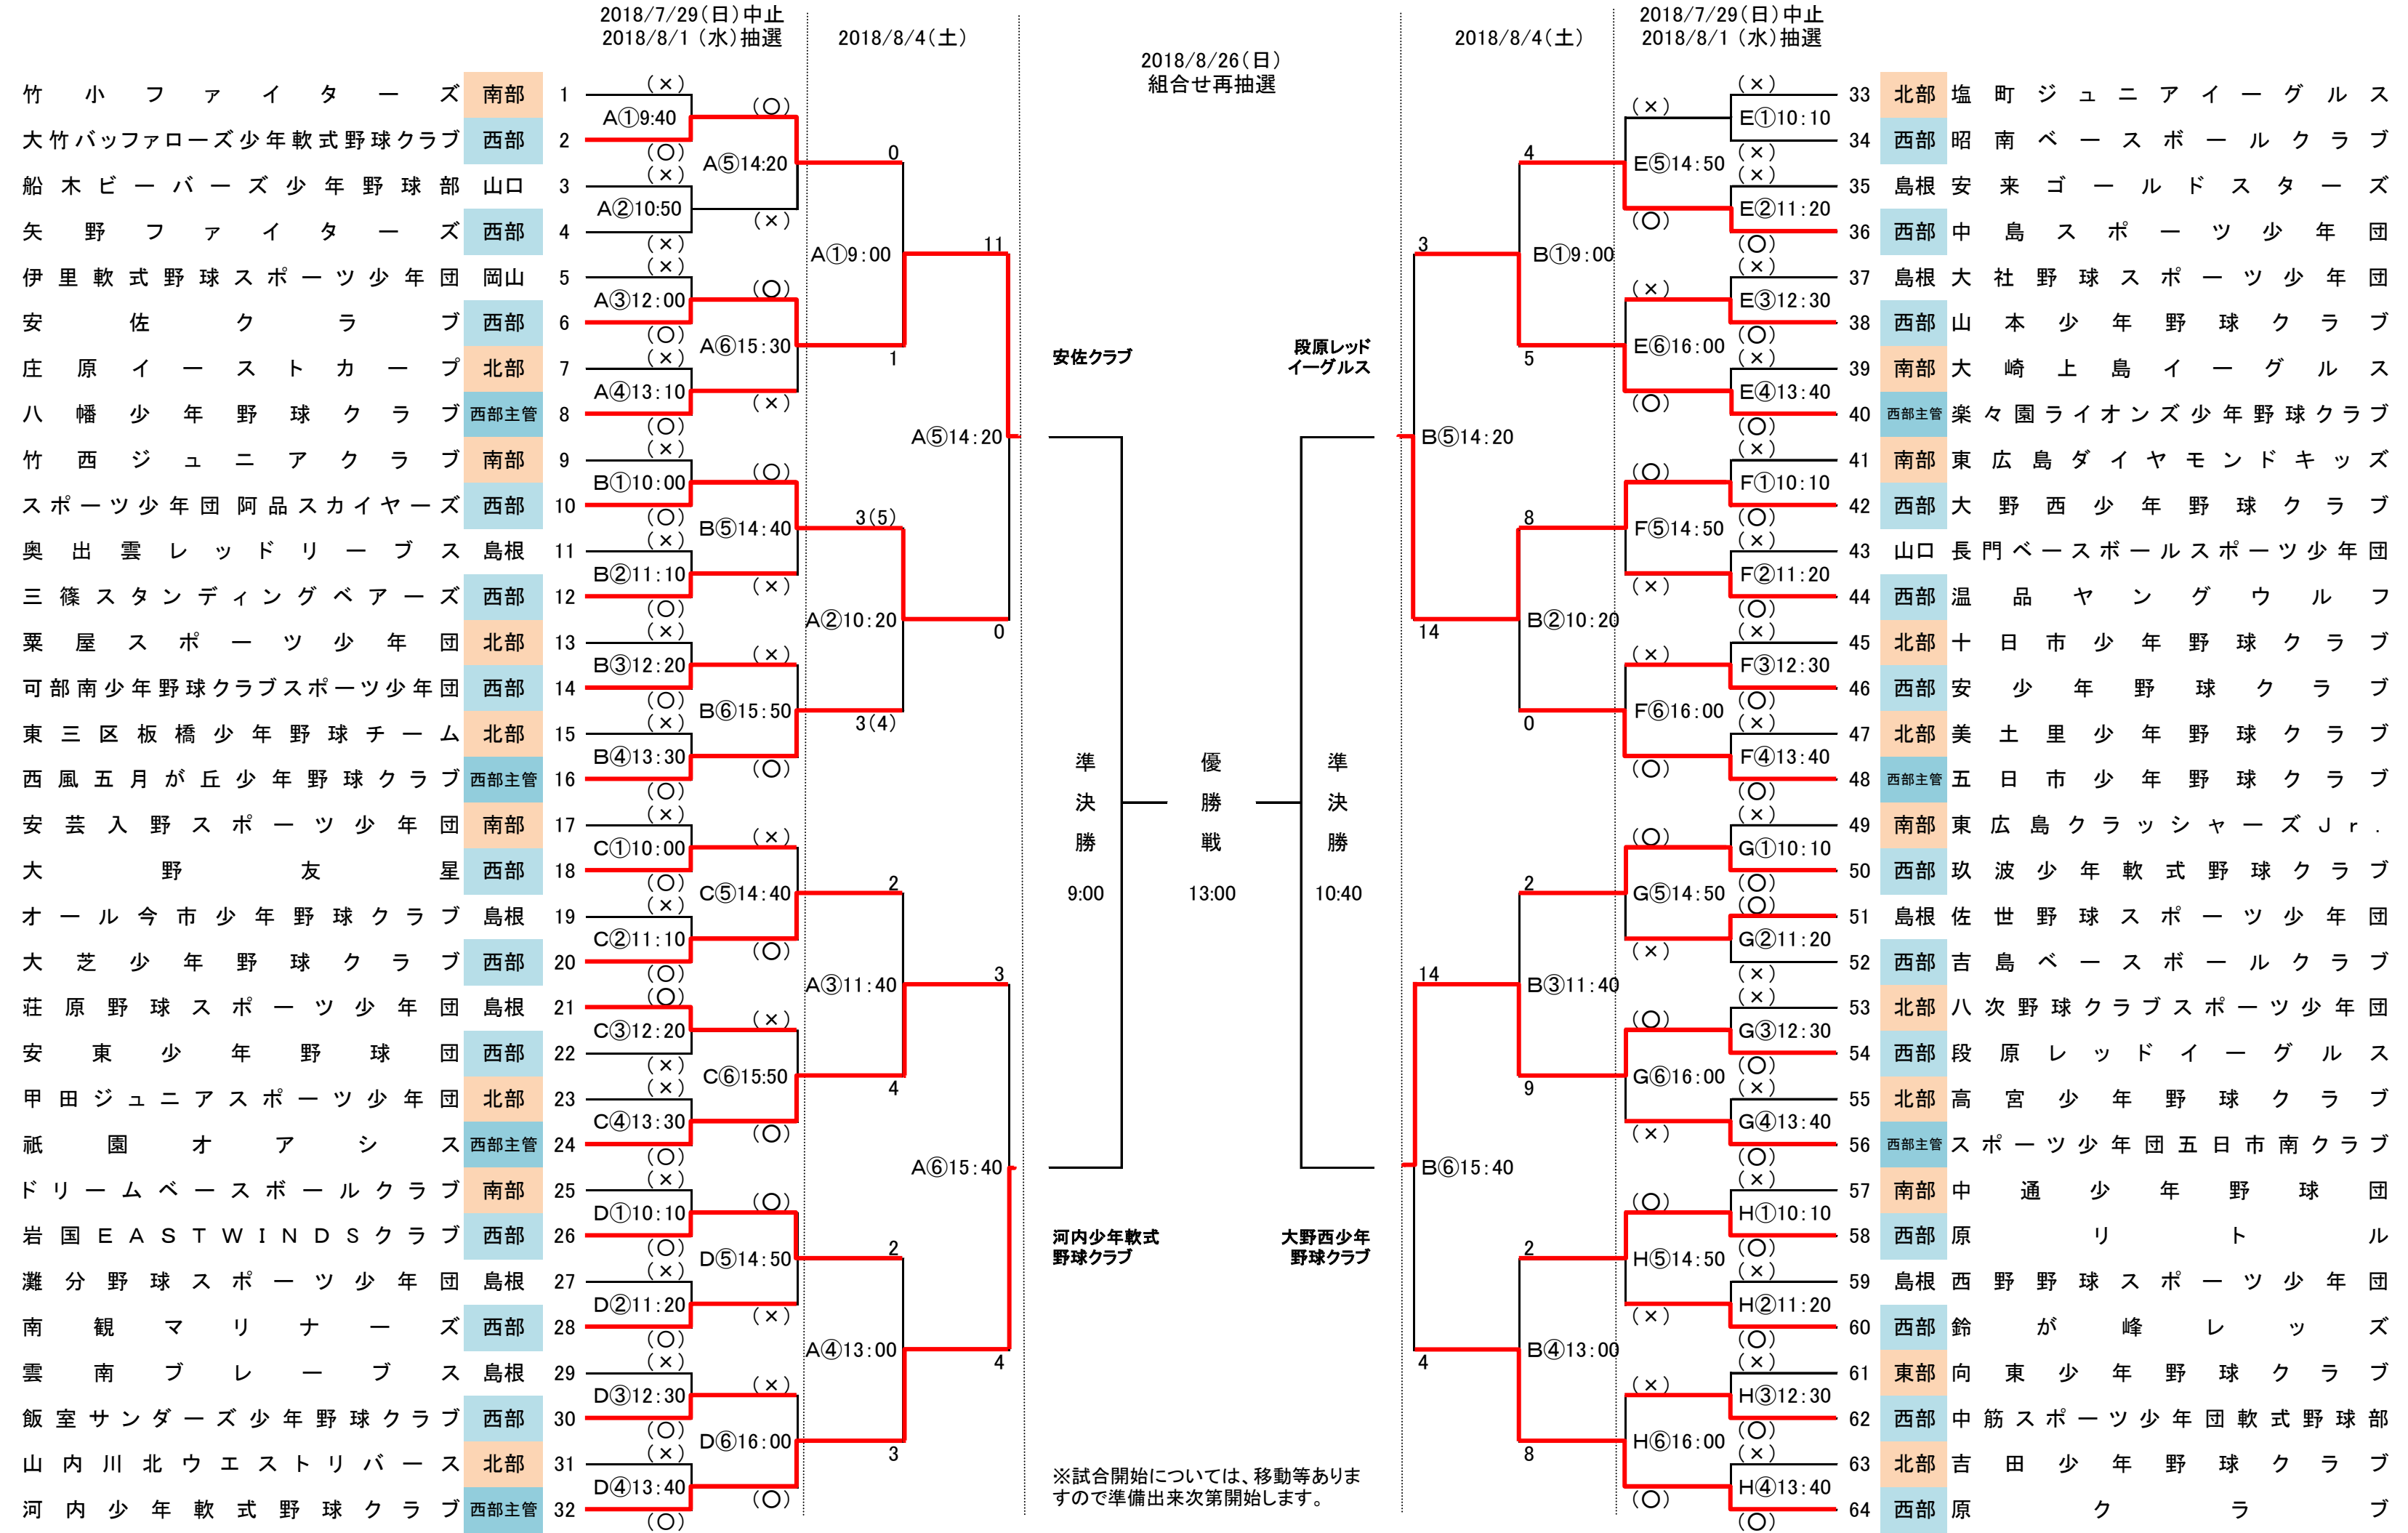 2018/7/29(日)中止
2018/8/1 (水)抽選
2018/8/4(土)
2018/8/26(日)
組合せ再抽選
2018/8/4(土)
2018/7/29(日)中止
2018/8/1 (水)抽選
竹小ファイターズ 南部 1
大竹バッファローズ少年軟式野球クラブ 西部 2
船木ビーバーズ少年野球部 山口 3
矢野ファイターズ 西部 4
伊里軟式野球スポーツ少年団 岡山 5
安佐クラブ 西部 6
庄原イーストカープ 北部 7
八幡少年野球クラブ 西部主管 8
竹西ジュニアクラブ 南部 9
スポーツ少年団 阿品スカイヤーズ 西部 10
奥出雲レッドリーブス 島根 11
三篠スタンディングベアーズ 西部 12
粟屋スポーツ少年団 北部 13
可部南少年野球クラブスポーツ少年団 西部 14
東三区板橋少年野球チーム 北部 15
西風五月が丘少年野球クラブ 西部主管 16
安芸入野スポーツ少年団 南部 17
大野友星 西部 18
オール今市少年野球クラブ 島根 19
大芝少年野球クラブ 西部 20
荘原野球スポーツ少年団 島根 21
安東少年野球団 西部 22
甲田ジュニアスポーツ少年団 北部 23
祇園オアシス 西部主管 24
ドリームベースボールクラブ 南部 25
岩国EASTWINDSクラブ 西部 26
灘分野球スポーツ少年団 島根 27
南観マリナーズ 西部 28
雲南ブレーブス 島根 29
飯室サンダーズ少年野球クラブ 西部 30
山内川北ウエストリバース 北部 31
河内少年軟式野球クラブ 西部主管 32
(×)
A①9:40
(○)
(×)
A②10:50
(×)
(×)
A③12:00
(○)
(×)
A④13:10
(○)
(×)
B①10:00
(○)
(×)
B②11:10
(○)
(×)
B③12:20
(○)
(×)
B④13:30
(○)
(×)
C①10:00
(○)
(×)
C②11:10
(○)
(○)
C③12:20
(×)
(×)
C④13:30
(○)
(×)
D①10:10
(○)
(×)
D②11:20
(○)
(×)
D③12:30
(○)
(×)
D④13:40
(○)
(○)
A⑤14:20
(×)
(○)
A⑥15:30
(×)
(○)
B⑤14:40
(×)
(×)
B⑥15:50
(○)
(×)
C⑤14:40
(○)
(×)
C⑥15:50
(○)
(○)
D⑤14:50
(×)
(×)
D⑥16:00
(○)
0
A①9:00
1
3(5)
A②10:20
3(4)
2
A③11:40
4
2
A④13:00
3
11
A⑤14:20
0
3
A⑥15:40
4
安佐クラブ
河内少年軟式
野球クラブ
準決勝
9:00
優勝戦
13:00
準決勝
10:40
段原レッド
イーグルス
大野西少年
野球クラブ
※試合開始については、移動等ありま
すので準備出来次第開始します。
3
B⑤14:20
14
14
B⑥15:40
4
4
B①9:00
5
8
B②10:20
0
2
B③11:40
9
2
B④13:00
8
(×)
E⑤14:50
(○)
(×)
E⑥16:00
(○)
(○)
F⑤14:50
(×)
(×)
F⑥16:00
(○)
(○)
G⑤14:50
(×)
(○)
G⑥16:00
(×)
(○)
H⑤14:50
(×)
(×)
H⑥16:00
(○)
(×)
E①10:10
(×)
(×)
E②11:20
(○)
(×)
E③12:30
(○)
(×)
E④13:40
(○)
(×)
F①10:10
(○)
(×)
F②11:20
(○)
(×)
F③12:30
(○)
(×)
F④13:40
(○)
(×)
G①10:10
(○)
(○)
G②11:20
(×)
(×)
G③12:30
(○)
(×)
G④13:40
(○)
(×)
H①10:10
(○)
(×)
H②11:20
(○)
(×)
H③12:30
(○)
(×)
H④13:40
(○)
33 北部 塩町ジュニアイーグルス
34 西部 昭南ベースボールクラブ
35 島根 安来ゴールドスターズ
36 西部 中島スポーツ少年団
37 島根 大社野球スポーツ少年団
38 西部 山本少年野球クラブ
39 南部 大崎上島イーグルス
40 西部主管 楽々園ライオンズ少年野球クラブ
41 南部 東広島ダイヤモンドキッズ
42 西部 大野西少年野球クラブ
43 山口 長門ベースボールスポーツ少年団
44 西部 温品ヤングウルフ
45 北部 十日市少年野球クラブ
46 西部 安少年野球クラブ
47 北部 美土里少年野球クラブ
48 西部主管 五日市少年野球クラブ
49 南部 東広島クラッシャーズJr.
50 西部 玖波少年軟式野球クラブ
51 島根 佐世野球スポーツ少年団
52 西部 吉島ベースボールクラブ
53 北部 八次野球クラブスポーツ少年団
54 西部 段原レッドイーグルス
55 北部 高宮少年野球クラブ
56 西部主管 スポーツ少年団五日市南クラブ
57 南部 中通少年野球団
58 西部 原リトル
59 島根 西野野球スポーツ少年団
60 西部 鈴が峰レッズ
61 東部 向東少年野球クラブ
62 西部 中筋スポーツ少年団軟式野球部
63 北部 吉田少年野球クラブ
64 西部 原クラブ